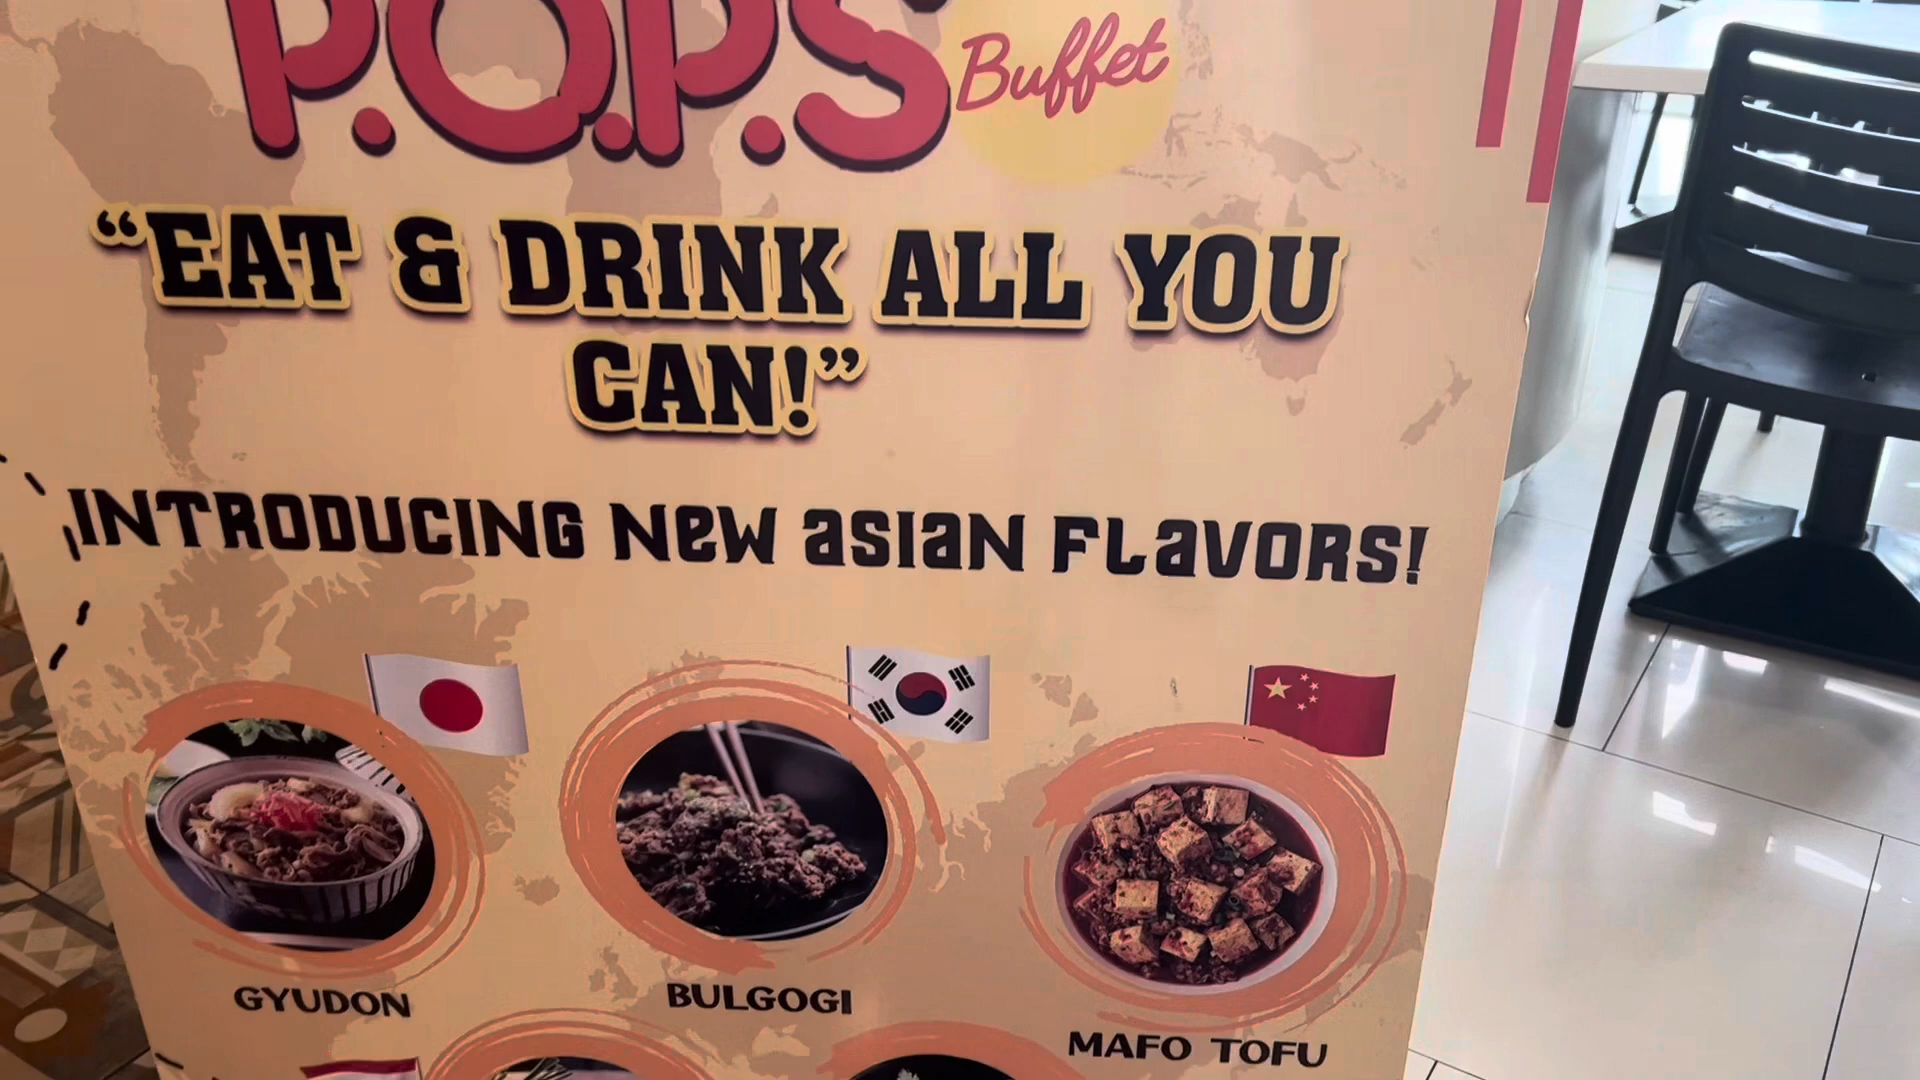 P.O.P.S Buffet
“EAT & DRINK ALL YOU
CAN!”
INTRODUCING NEW ASIAN FLAVORS!
GYUDON
BULGOGI
MAFO TOFU